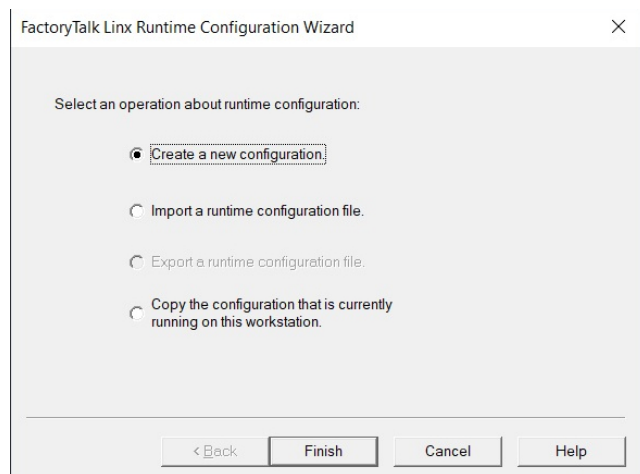 FactoryTalk Linx Runtime Configuration Wizard
Select an operation about runtime configuration:
Create a new configuration.
Import a runtime configuration file.
Export a runtime configuration file.
Copy the configuration that is currently
running on this workstation.
< Back Finish Cancel Help